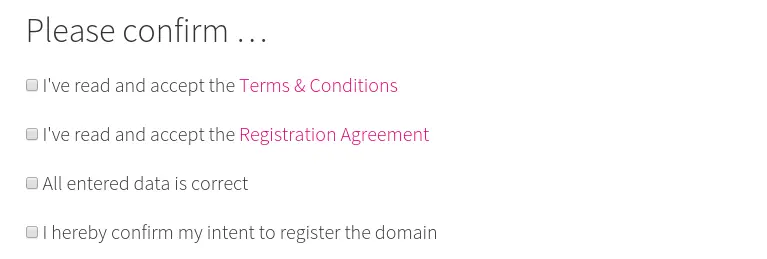 Please confirm …
I've read and accept the Terms & Conditions
I've read and accept the Registration Agreement
All entered data is correct
I hereby confirm my intent to register the domain